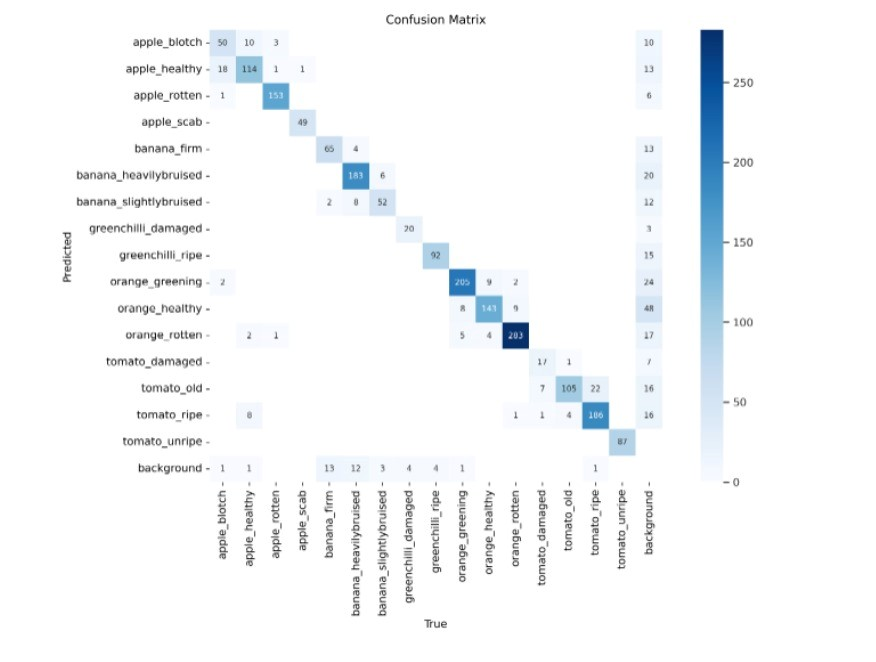 Confusion Matrix
apple_blotch 50 10 3 10
apple_healthy 18 114 1 1 13
apple_rotten 1 153 6
apple_scab 49
banana_firm 65 4 13
banana_heavilybruised 183 6 20
banana_slightlybruised 2 8 52 12
greenchilli_damaged 20 3
greenchilli_ripe 92 15
orange_greening 2 205 9 2 24
orange_healthy 8 143 9 48
orange_rotten 2 1 5 4 283 17
tomato_damaged 17 1 7
tomato_old 7 105 22 16
tomato_ripe 8 1 1 4 186 16
tomato_unripe 87
background 1 1 13 12 3 4 4 1 1
Predicted
apple_blotch
apple_healthy
apple_rotten
apple_scab
banana_firm
banana_heavilybruised
banana_slightlybruised
greenchilli_damaged
greenchilli_ripe
orange_greening
orange_healthy
orange_rotten
tomato_damaged
tomato_old
tomato_ripe
tomato_unripe
background
True
250
200
150
100
50
0